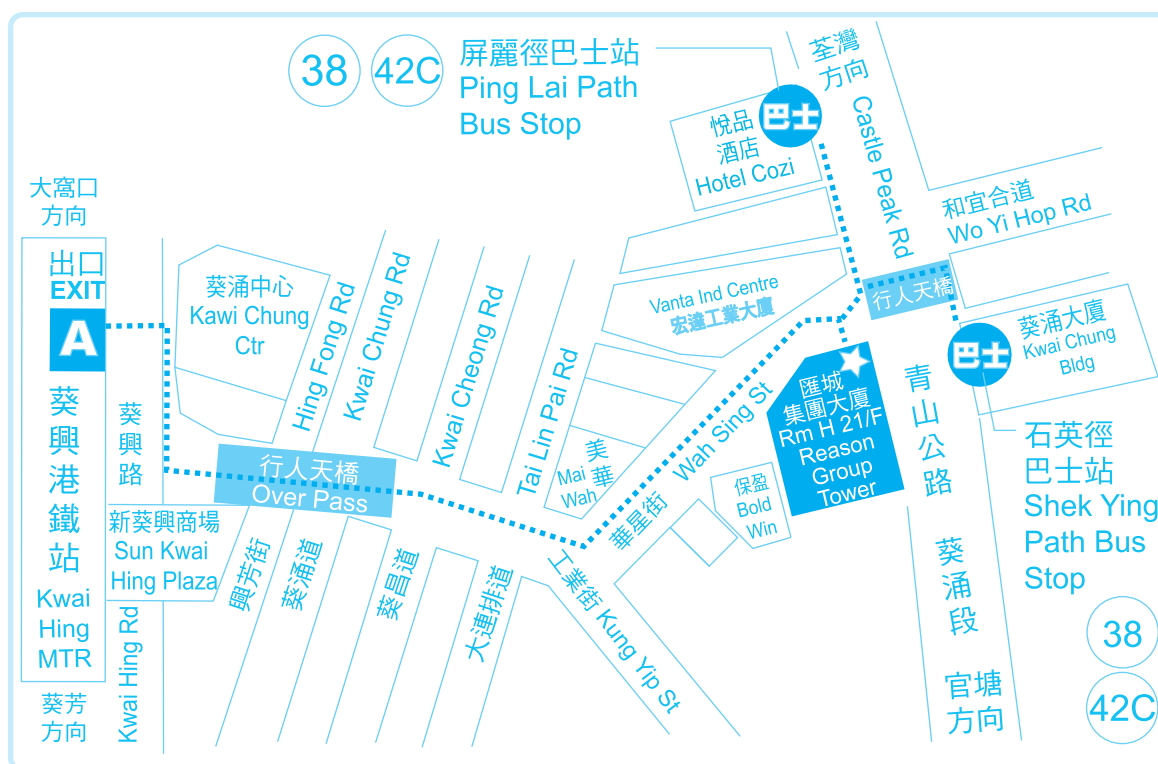 38
42C
屏麗徑巴士站
Ping Lai Path
Bus Stop
巴士
荃灣
方向
Castle Peak Rd
悅品
酒店
Hotel Cozi
和宜合道
Wo Yi Hop Rd
大窩口
方向
出口
EXIT
A
葵興港鐵站
Kwai
Hing
MTR
葵芳
方向
葵興路
Kwai Hing Rd
葵涌中心
Kawi Chung
Ctr
Hing Fong Rd
Kwai Chung Rd
Kwai Cheong Rd
Tai Lin Pai Rd
Vanta Ind Centre
宏達工業大廈
行人天橋
葵涌大廈
Kwai Chung
Bldg
巴士
匯城
集團大廈
Rm H 21/F
Reason
Group
Tower
青山公路
葵涌段
官塘
方向
石英徑
巴士站
Shek Ying
Path Bus
Stop
38
42C
美華
Mai
Wah
Wah Sing St
華星街
保盈
Bold
Win
行人天橋
Over Pass
新葵興商場
Sun Kwai
Hing Plaza
興芳街
葵涌道
葵昌道
大連排道
工業街 Kung Yip St